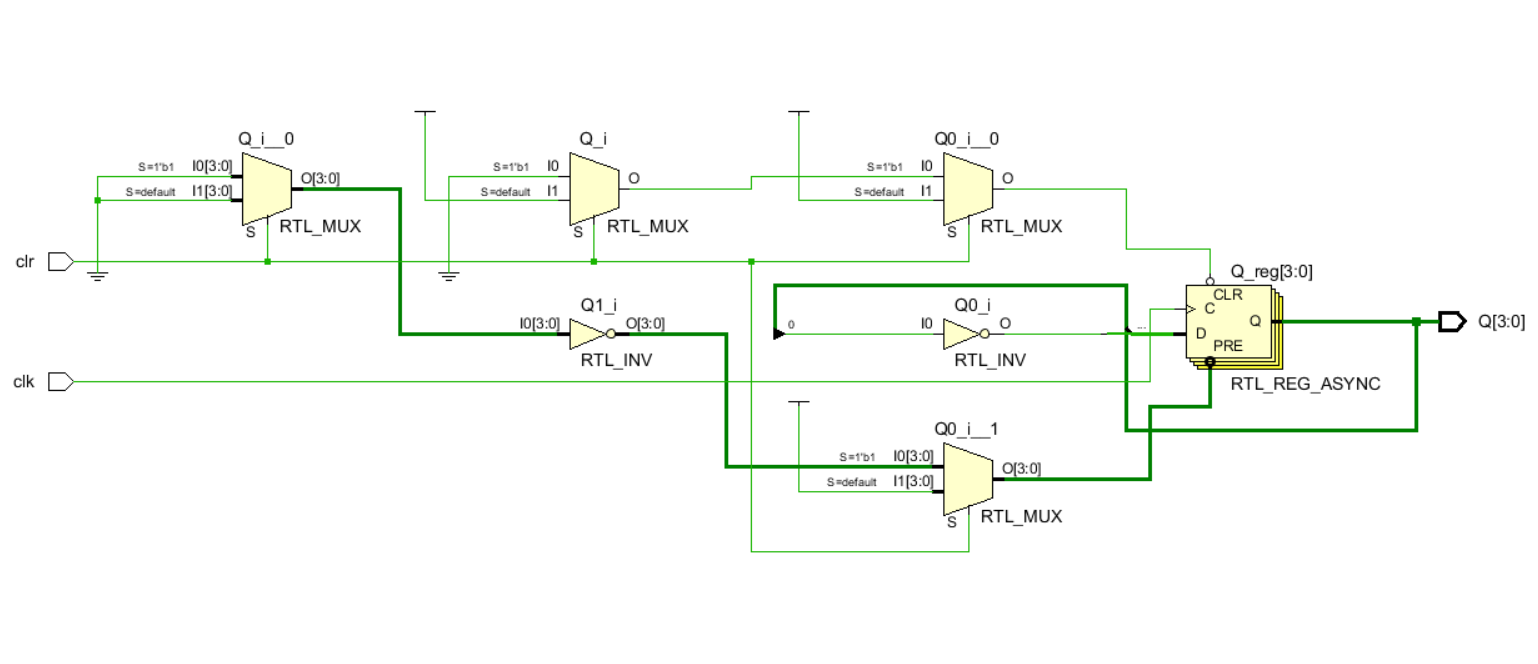 Q_i__0
Q_i
Q0_i__0
S=1'b1 I0[3:0]
O[3:0]
S=default I1[3:0]
S
RTL_MUX
S=1'b1 I0
O
S=default I1
S
RTL_MUX
S=1'b1 I0
O
S=default I1
S
RTL_MUX
clr
Q_reg[3:0]
CLR
C
D
Q
PRE
RTL_REG_ASYNC
Q[3:0]
Q1_i
I0[3:0]
O[3:0]
RTL_INV
Q0_i
0
I0
O
...
RTL_INV
clk
Q0_i__1
S=1'b1 I0[3:0]
O[3:0]
S=default I1[3:0]
S
RTL_MUX